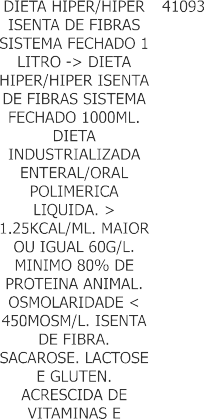 DIETA HIPER/HIPER 41093
ISENTA DE FIBRAS
SISTEMA FECHADO 1
LITRO -> DIETA
HIPER/HIPER ISENTA
DE FIBRAS SISTEMA
FECHADO 1000ML.
DIETA
INDUSTRIALIZADA
ENTERAL/ORAL
POLIMERICA
LIQUIDA. >
1.25KCAL/ML. MAIOR
OU IGUAL 60G/L.
MINIMO 80% DE
PROTEINA ANIMAL.
OSMOLARIDADE <
450MOSM/L. ISENTA
DE FIBRA.
SACAROSE. LACTOSE
E GLUTEN.
ACRESCIDA DE
VITAMINAS E